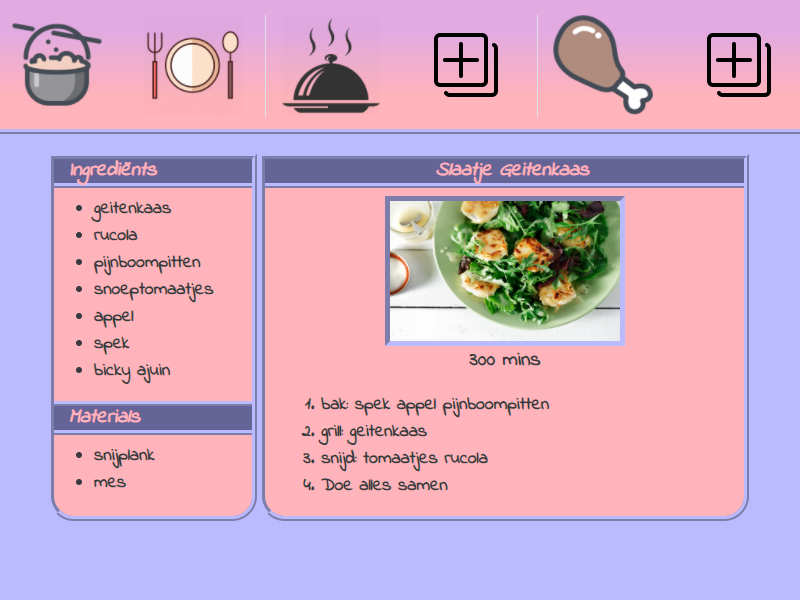 Ingrediënts
geitenkaas
rucola
pijnboompitten
snoeptomaatjes
appel
spek
bicky ajuin
Materials
snijplank
mes
Slaatje Geitenkaas
300 mins
1. bak: spek appel pijnboompitten
2. grill: geitenkaas
3. snijd: tomaatjes rucola
4. Doe alles samen